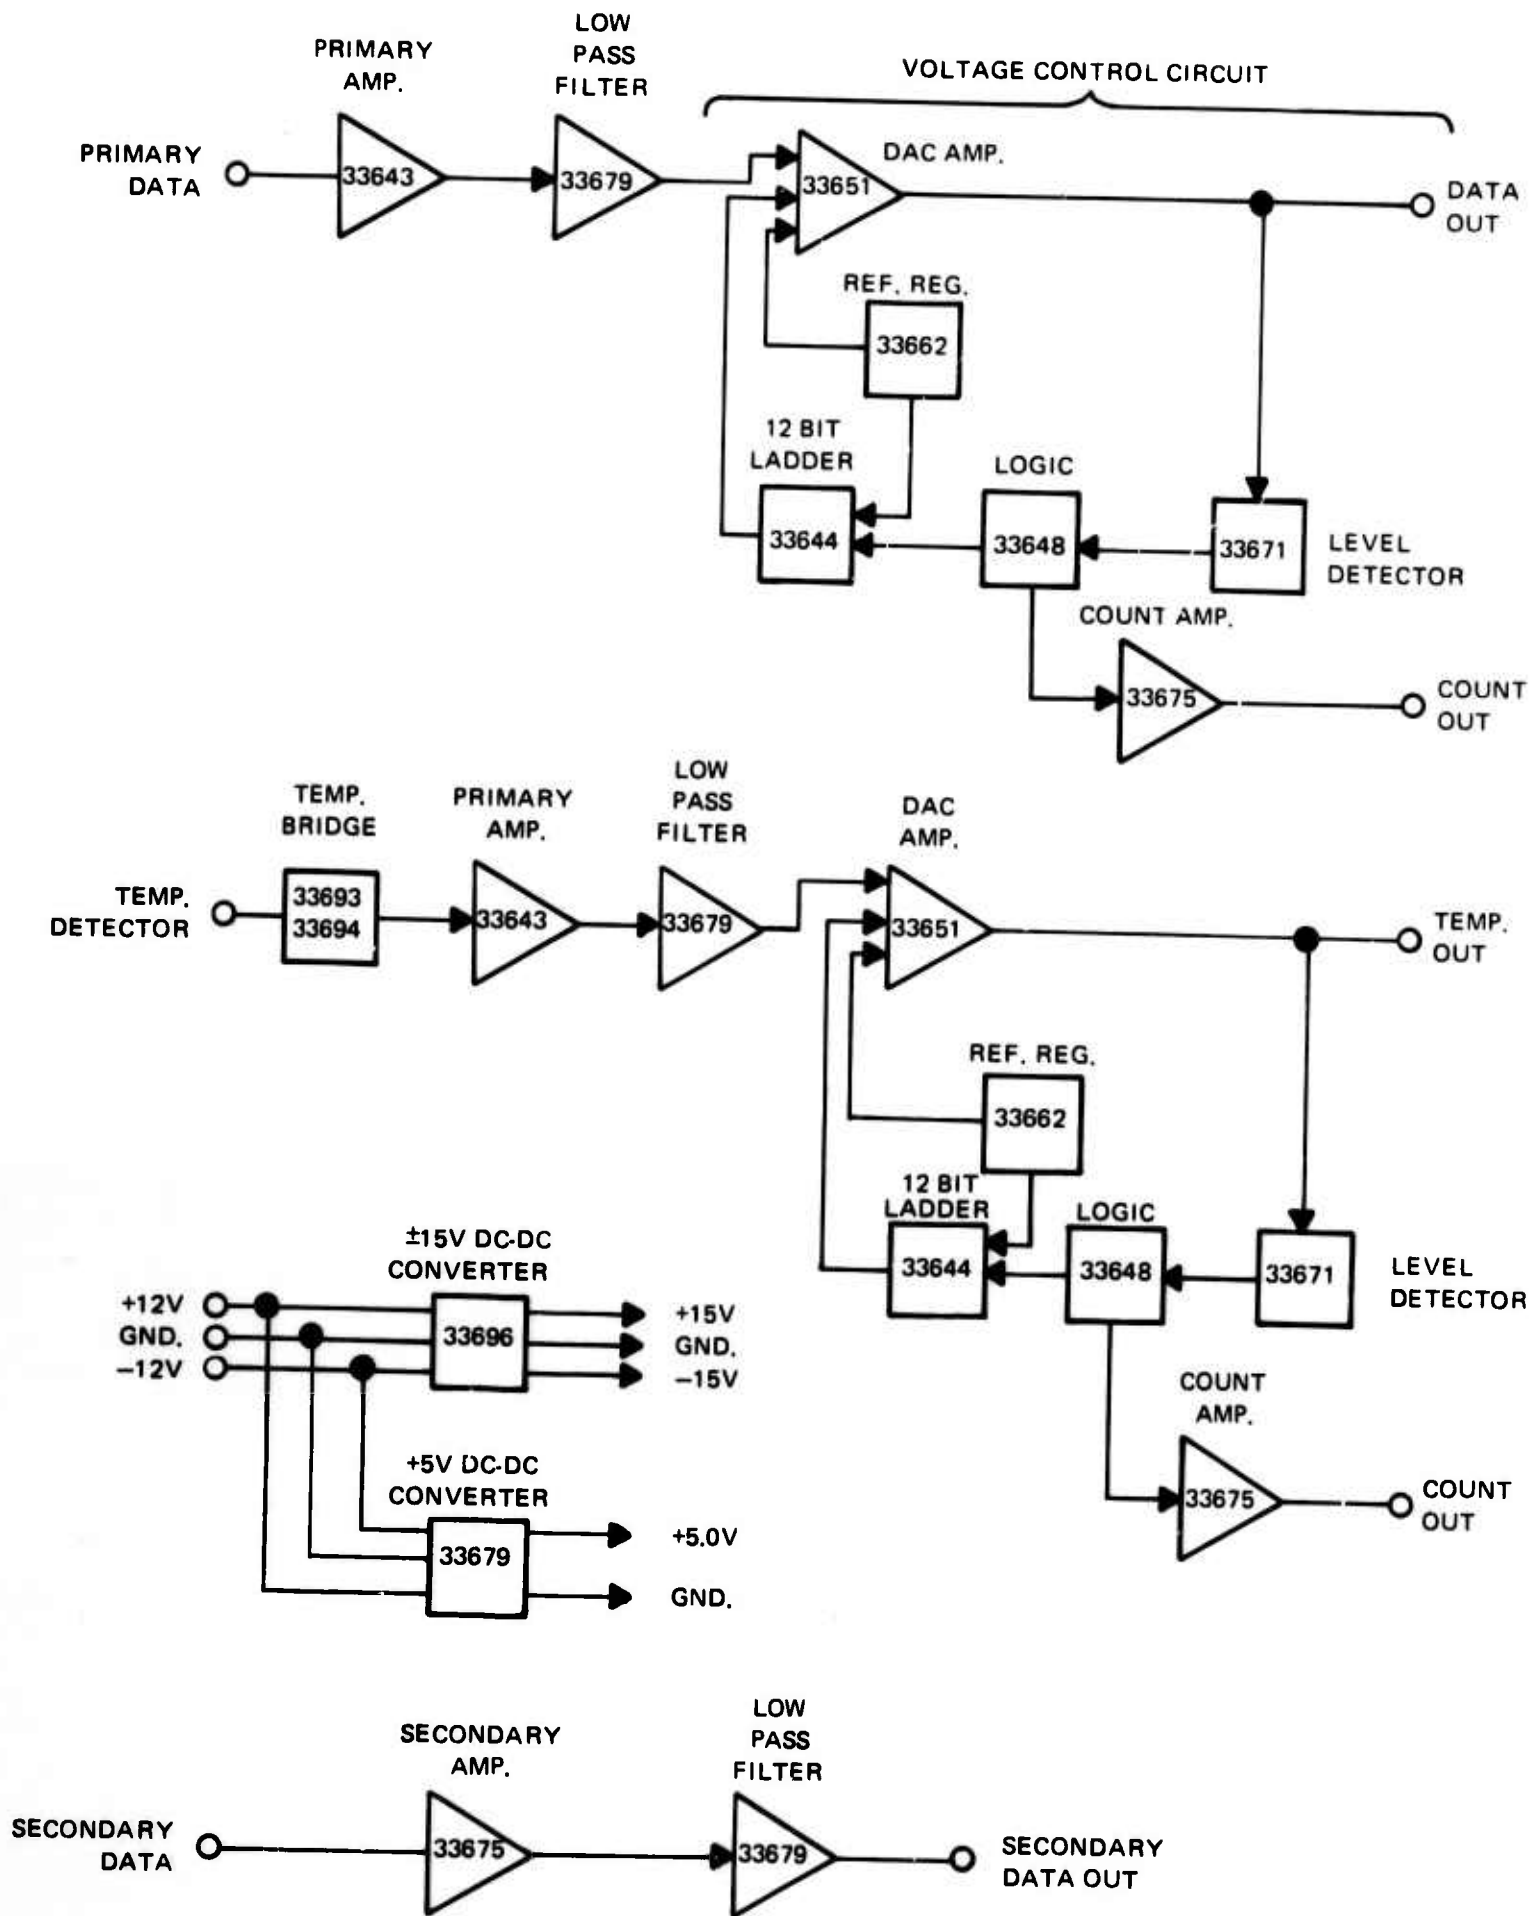 PRIMARY
AMP.
LOW
PASS
FILTER
VOLTAGE CONTROL CIRCUIT
PRIMARY
DATA
33643
33679
33651
DAC AMP.
DATA
OUT
REF. REG.
33662
12 BIT
LADDER
33644
LOGIC
33648
33671
LEVEL
DETECTOR
COUNT AMP.
33675
COUNT
OUT
TEMP.
BRIDGE
PRIMARY
AMP.
LOW
PASS
FILTER
DAC
AMP.
TEMP.
DETECTOR
33693
33694
33643
33679
33651
TEMP.
OUT
REF. REG.
33662
12 BIT
LADDER
33644
LOGIC
33648
33671
LEVEL
DETECTOR
COUNT
AMP.
33675
COUNT
OUT
±15V DC-DC
CONVERTER
+12V
GND.
–12V
33696
+15V
GND.
–15V
+5V DC-DC
CONVERTER
33679
+5.0V
GND.
SECONDARY
AMP.
LOW
PASS
FILTER
SECONDARY
DATA
33675
33679
SECONDARY
DATA OUT